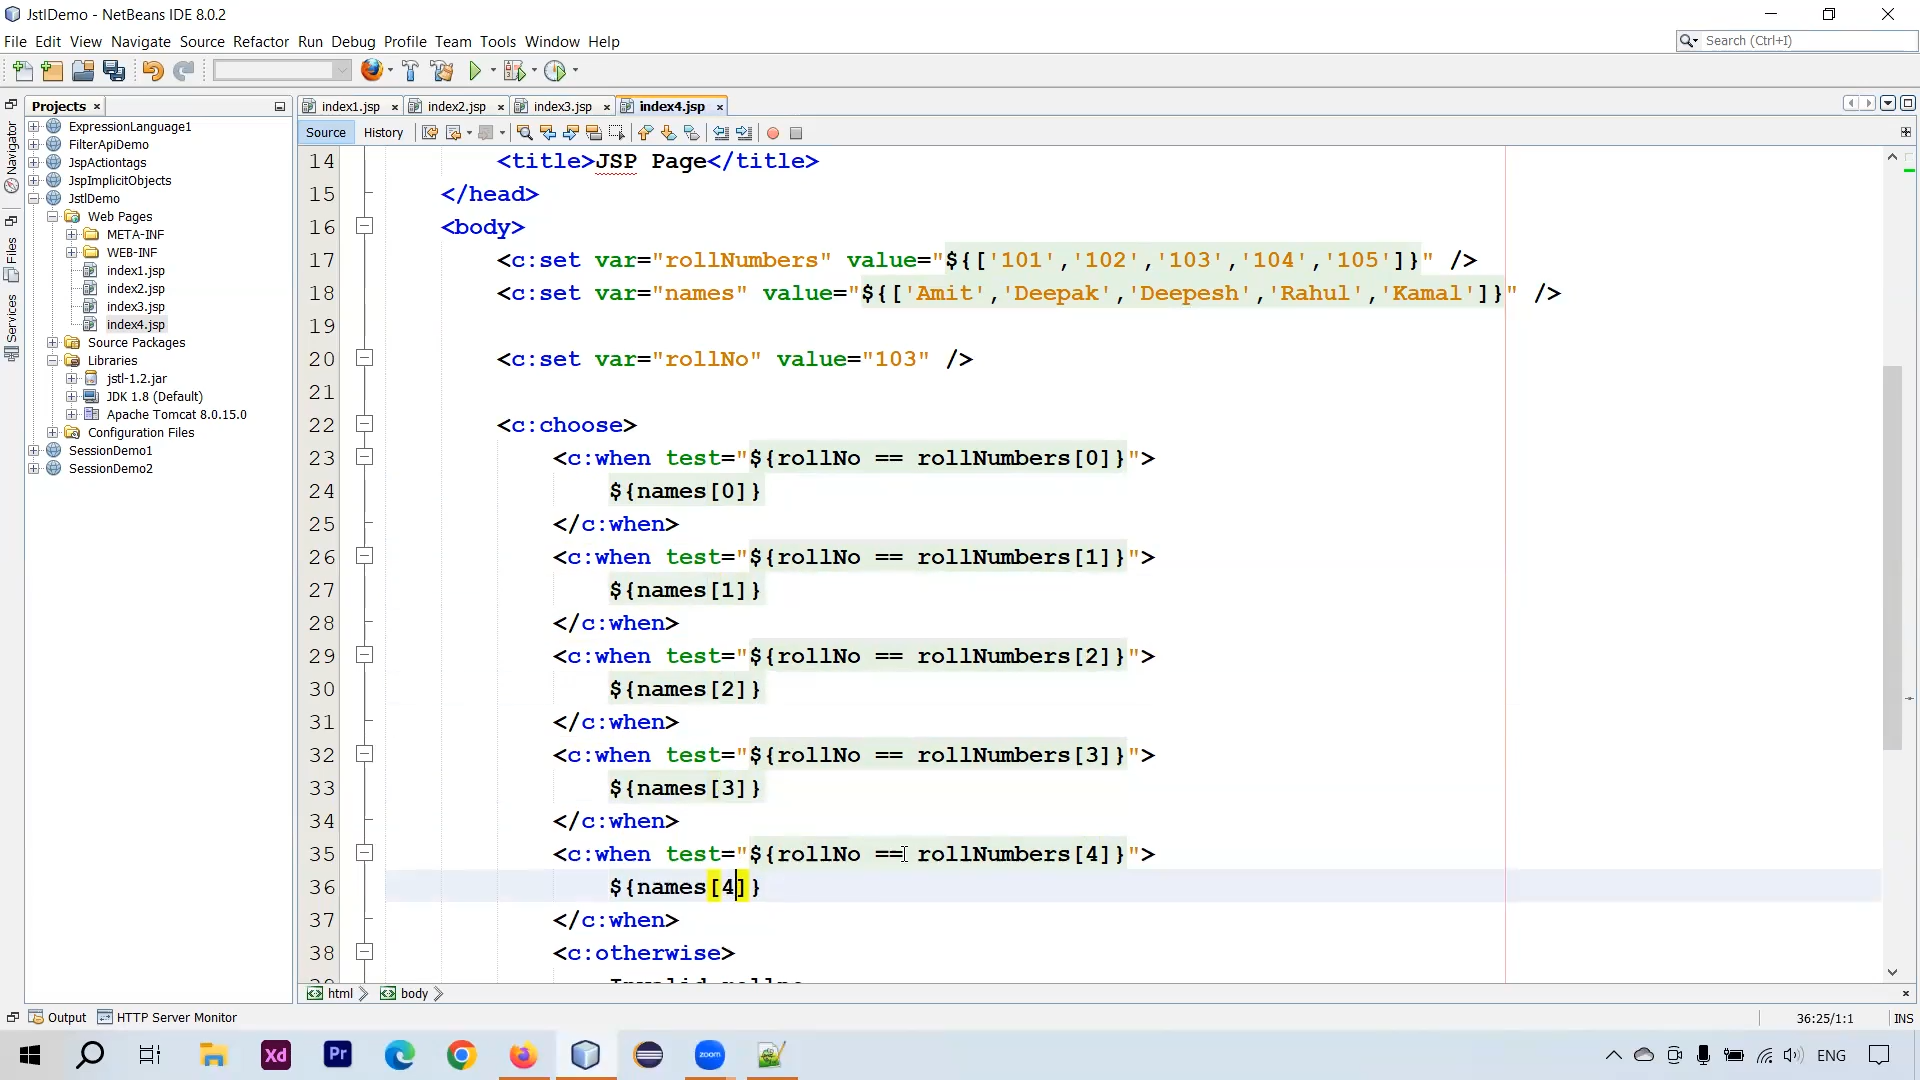 JstlDemo - NetBeans IDE 8.0.2
File Edit View Navigate Source Refactor Run Debug Profile Team Tools Window Help
Search (Ctrl+I)
Projects
index1.jsp
index2.jsp
index3.jsp
index4.jsp
Source
History
Navigator
Files
Services
ExpressionLanguage1
FilterApiDemo
JspActiontags
JspImplicitObjects
JstlDemo
Web Pages
META-INF
WEB-INF
index1.jsp
index2.jsp
index3.jsp
index4.jsp
Source Packages
Libraries
jstl-1.2.jar
JDK 1.8 (Default)
Apache Tomcat 8.0.15.0
Configuration Files
SessionDemo1
SessionDemo2
14 <title>JSP Page</title>
15 </head>
16 <body>
17 <c:set var="rollNumbers" value="${['101','102','103','104','105']}" />
18 <c:set var="names" value="${['Amit','Deepak','Deepesh','Rahul','Kamal']}" />
19
20 <c:set var="rollNo" value="103" />
21
22 <c:choose>
23 <c:when test="${rollNo == rollNumbers[0]}">
24 ${names[0]}
25 </c:when>
26 <c:when test="${rollNo == rollNumbers[1]}">
27 ${names[1]}
28 </c:when>
29 <c:when test="${rollNo == rollNumbers[2]}">
30 ${names[2]}
31 </c:when>
32 <c:when test="${rollNo == rollNumbers[3]}">
33 ${names[3]}
34 </c:when>
35 <c:when test="${rollNo == rollNumbers[4]}">
36 ${names[4]}
37 </c:when>
38 <c:otherwise>
html
body
Output
HTTP Server Monitor
36:25/1:1
INS
Xd
Pr
zoom
ENG